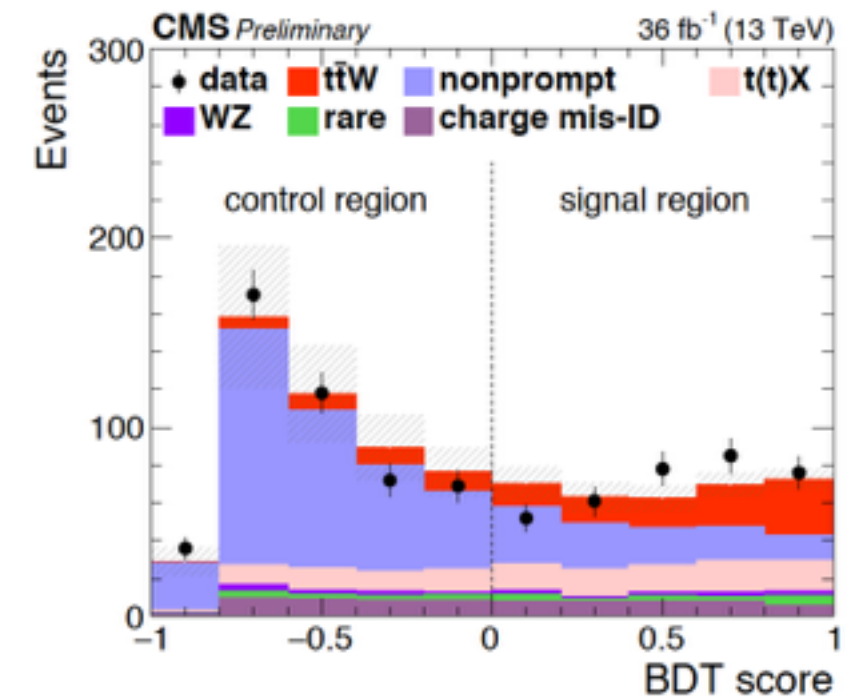 CMS Preliminary 36 fb⁻¹ (13 TeV)
Events
300
data tt̄W nonprompt t(t)X
WZ rare charge mis-ID
control region signal region
200
100
0
−1 −0.5 0 0.5 1
BDT score